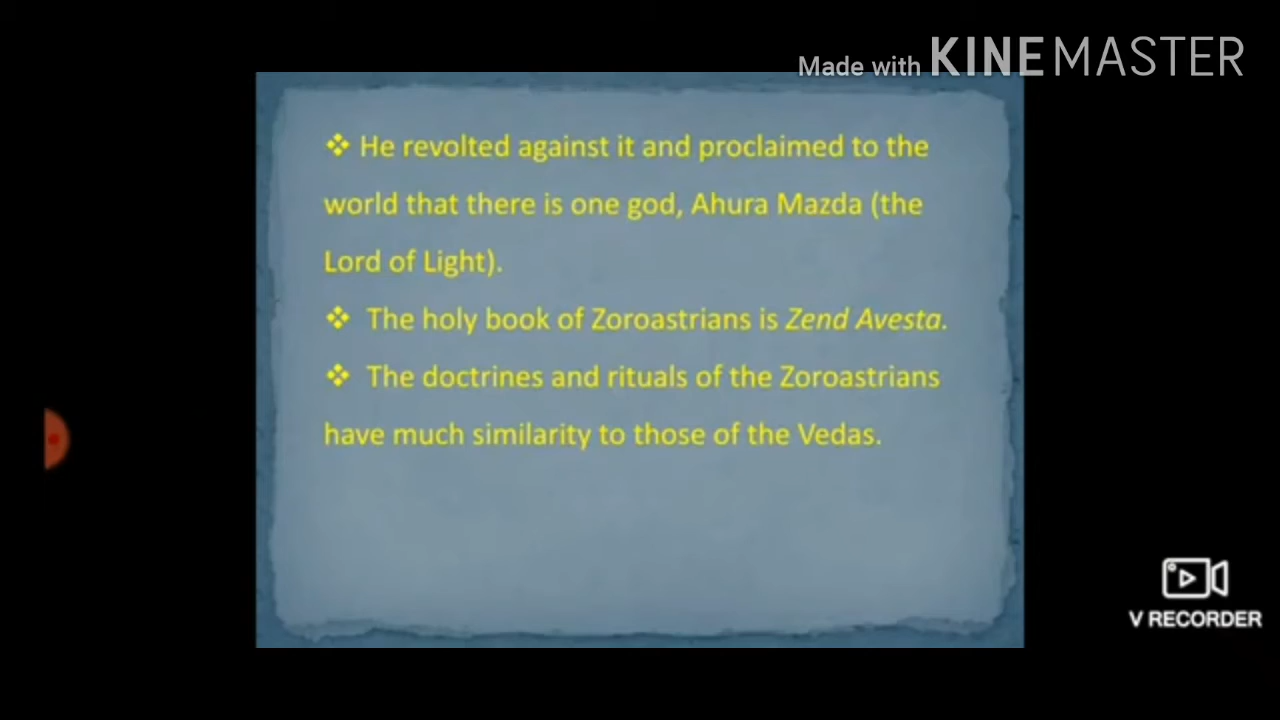 Made with KINEMASTER
❖ He revolted against it and proclaimed to the
world that there is one god, Ahura Mazda (the
Lord of Light).
❖ The holy book of Zoroastrians is Zend Avesta.
❖ The doctrines and rituals of the Zoroastrians
have much similarity to those of the Vedas.
V RECORDER